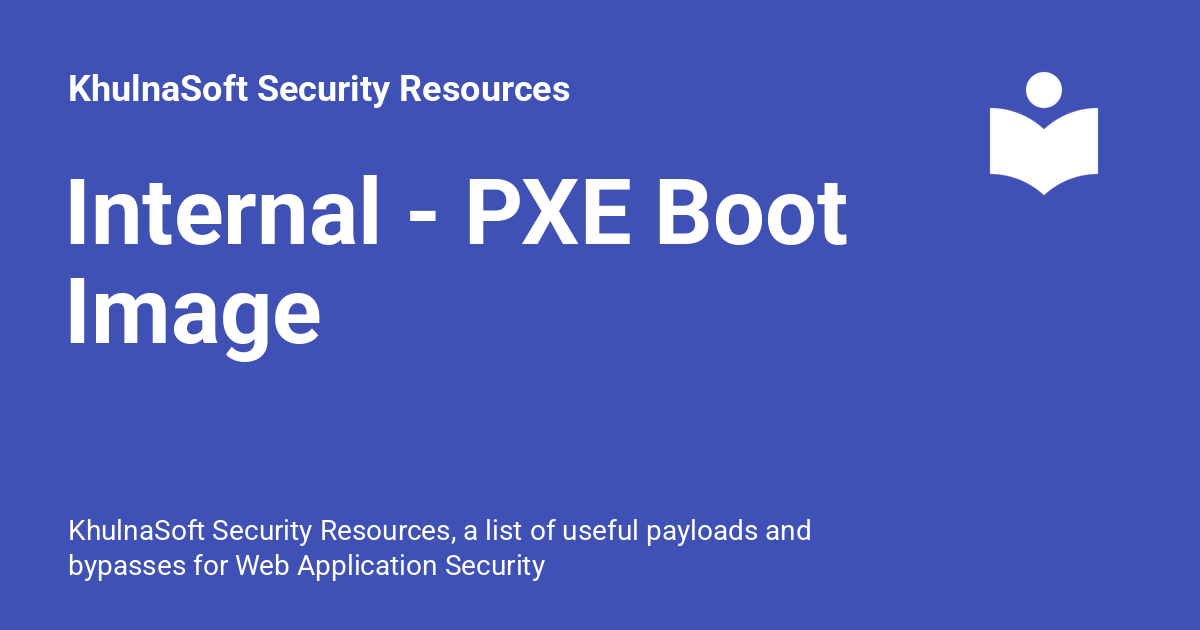 KhulnaSoft Security Resources
Internal - PXE Boot
Image
KhulnaSoft Security Resources, a list of useful payloads and
bypasses for Web Application Security